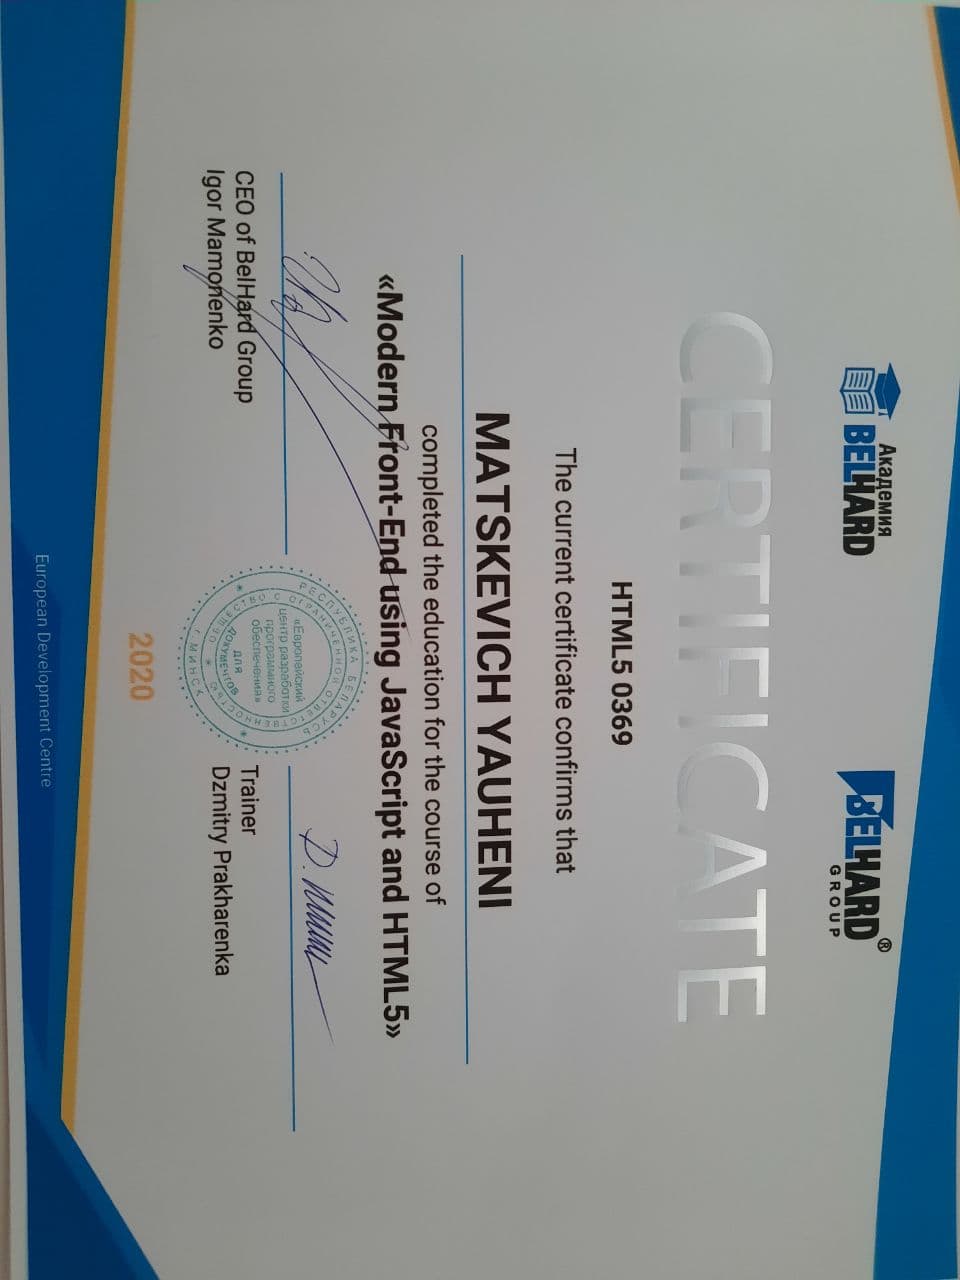 Академия
BELHARD
BELHARD®
GROUP
CERTIFICATE
HTML5 0369
The current certificate confirms that
MATSKEVICH YAUHENI
completed the education for the course of
«Modern Front-End using JavaScript and HTML5»
CEO of BelHard Group
Igor Mamonenko
РЕСПУБЛИКА БЕЛАРУСЬ
ОБЩЕСТВО С ОГРАНИЧЕННОЙ ОТВЕТСТВЕННОСТЬЮ
«Европейский
центр разработки
программного
обеспечения»
ДЛЯ
ДОКУМЕНТОВ
г. МИНСК
Trainer
Dzmitry Prakharenka
2020
European Development Centre